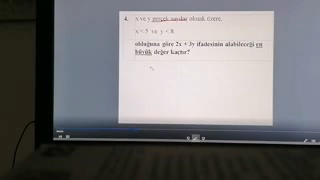 4. x ve y gerçek sayılar olmak üzere,
x < 5 ve y < 8
olduğuna göre 2x + 3y ifadesinin alabileceği en
büyük değer kaçtır?